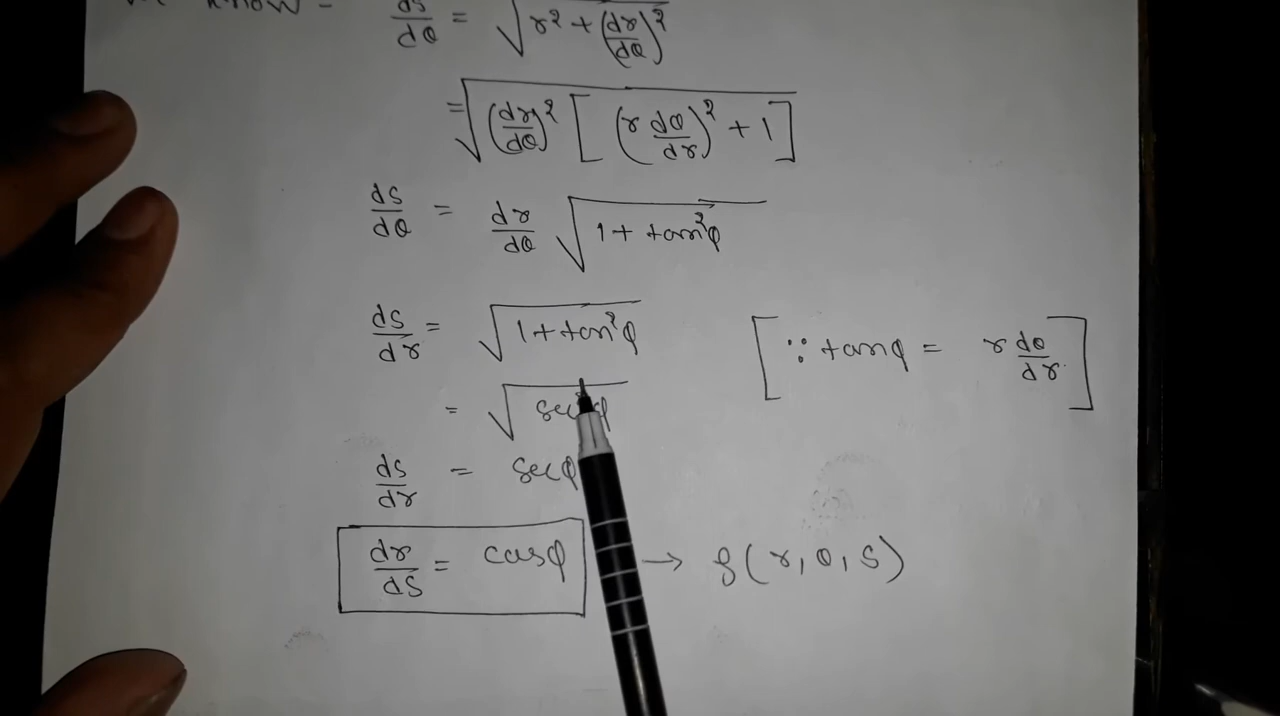 know - ds/dθ = √(r² + (dr/dθ)²)
= √((dr/dθ)² [(r dθ/dr)² + 1])
ds/dθ = dr/dθ √(1 + tan²φ)
ds/dr = √(1 + tan²φ) [∵ tanφ = r dθ/dr]
= √(sec²φ)
ds/dr = secφ
dr/ds = cosφ → f(r, θ, s)